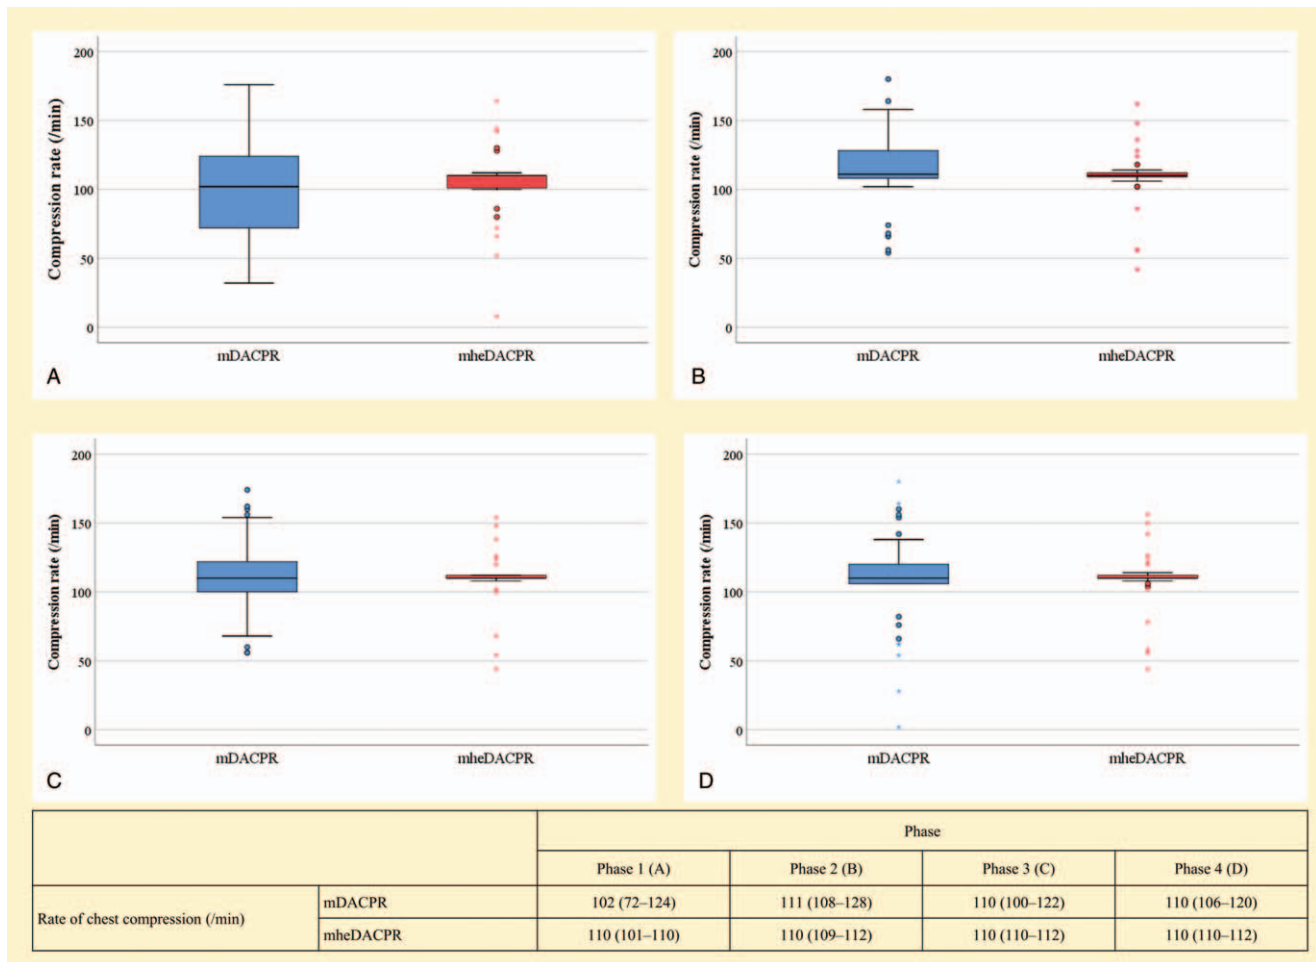 Compression rate (/min)
200
150
100
50
0
mDACPR
mheDACPR
A
Compression rate (/min)
200
150
100
50
0
mDACPR
mheDACPR
B
Compression rate (/min)
200
150
100
50
0
mDACPR
mheDACPR
C
Compression rate (/min)
200
150
100
50
0
mDACPR
mheDACPR
D
Phase
Phase 1 (A) Phase 2 (B) Phase 3 (C) Phase 4 (D)
Rate of chest compression (/min) mDACPR 102 (72–124) 111 (108–128) 110 (100–122) 110 (106–120)
mheDACPR 110 (101–110) 110 (109–112) 110 (110–112) 110 (110–112)